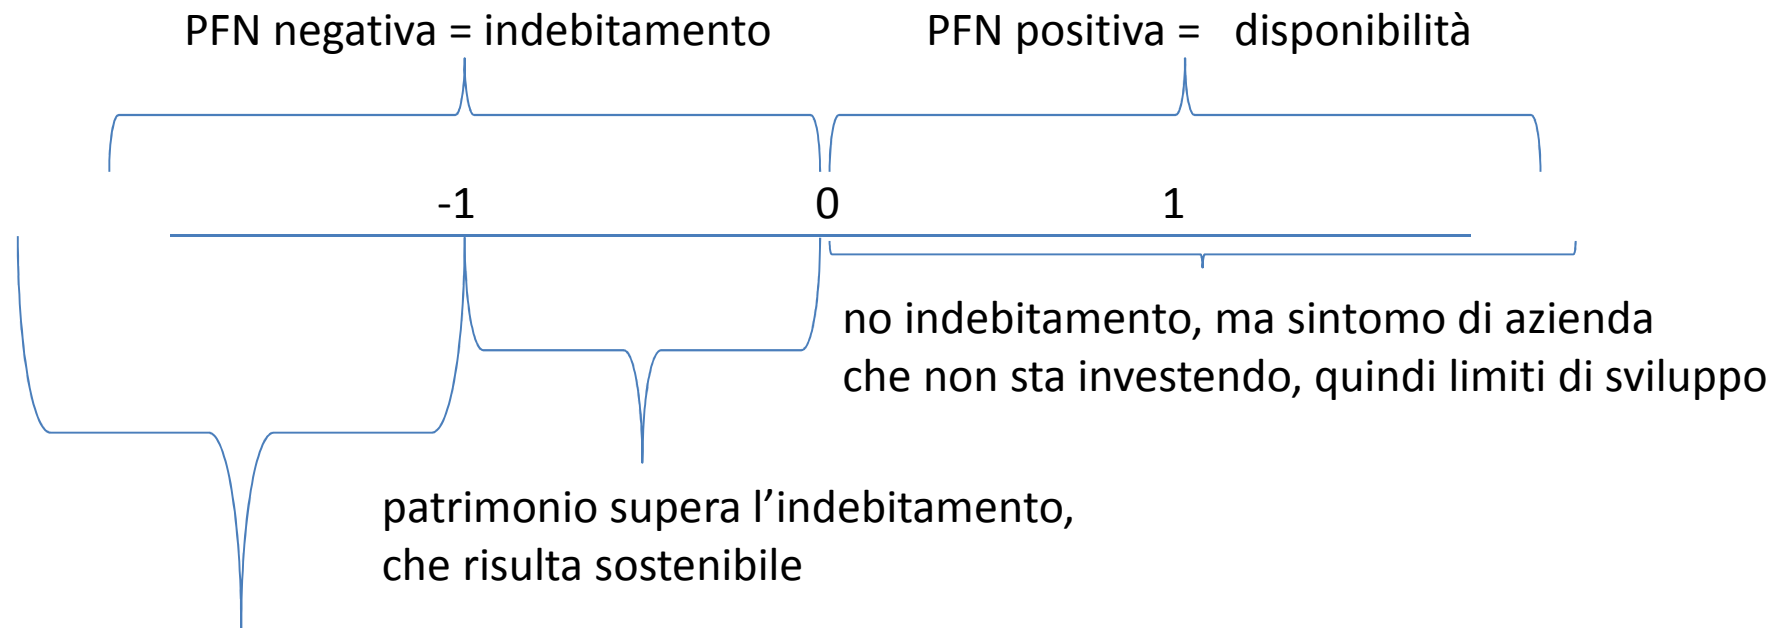 PFN negativa = indebitamento
PFN positiva = disponibilità
-1
0
1
no indebitamento, ma sintomo di azienda
che non sta investendo, quindi limiti di sviluppo
patrimonio supera l’indebitamento,
che risulta sostenibile